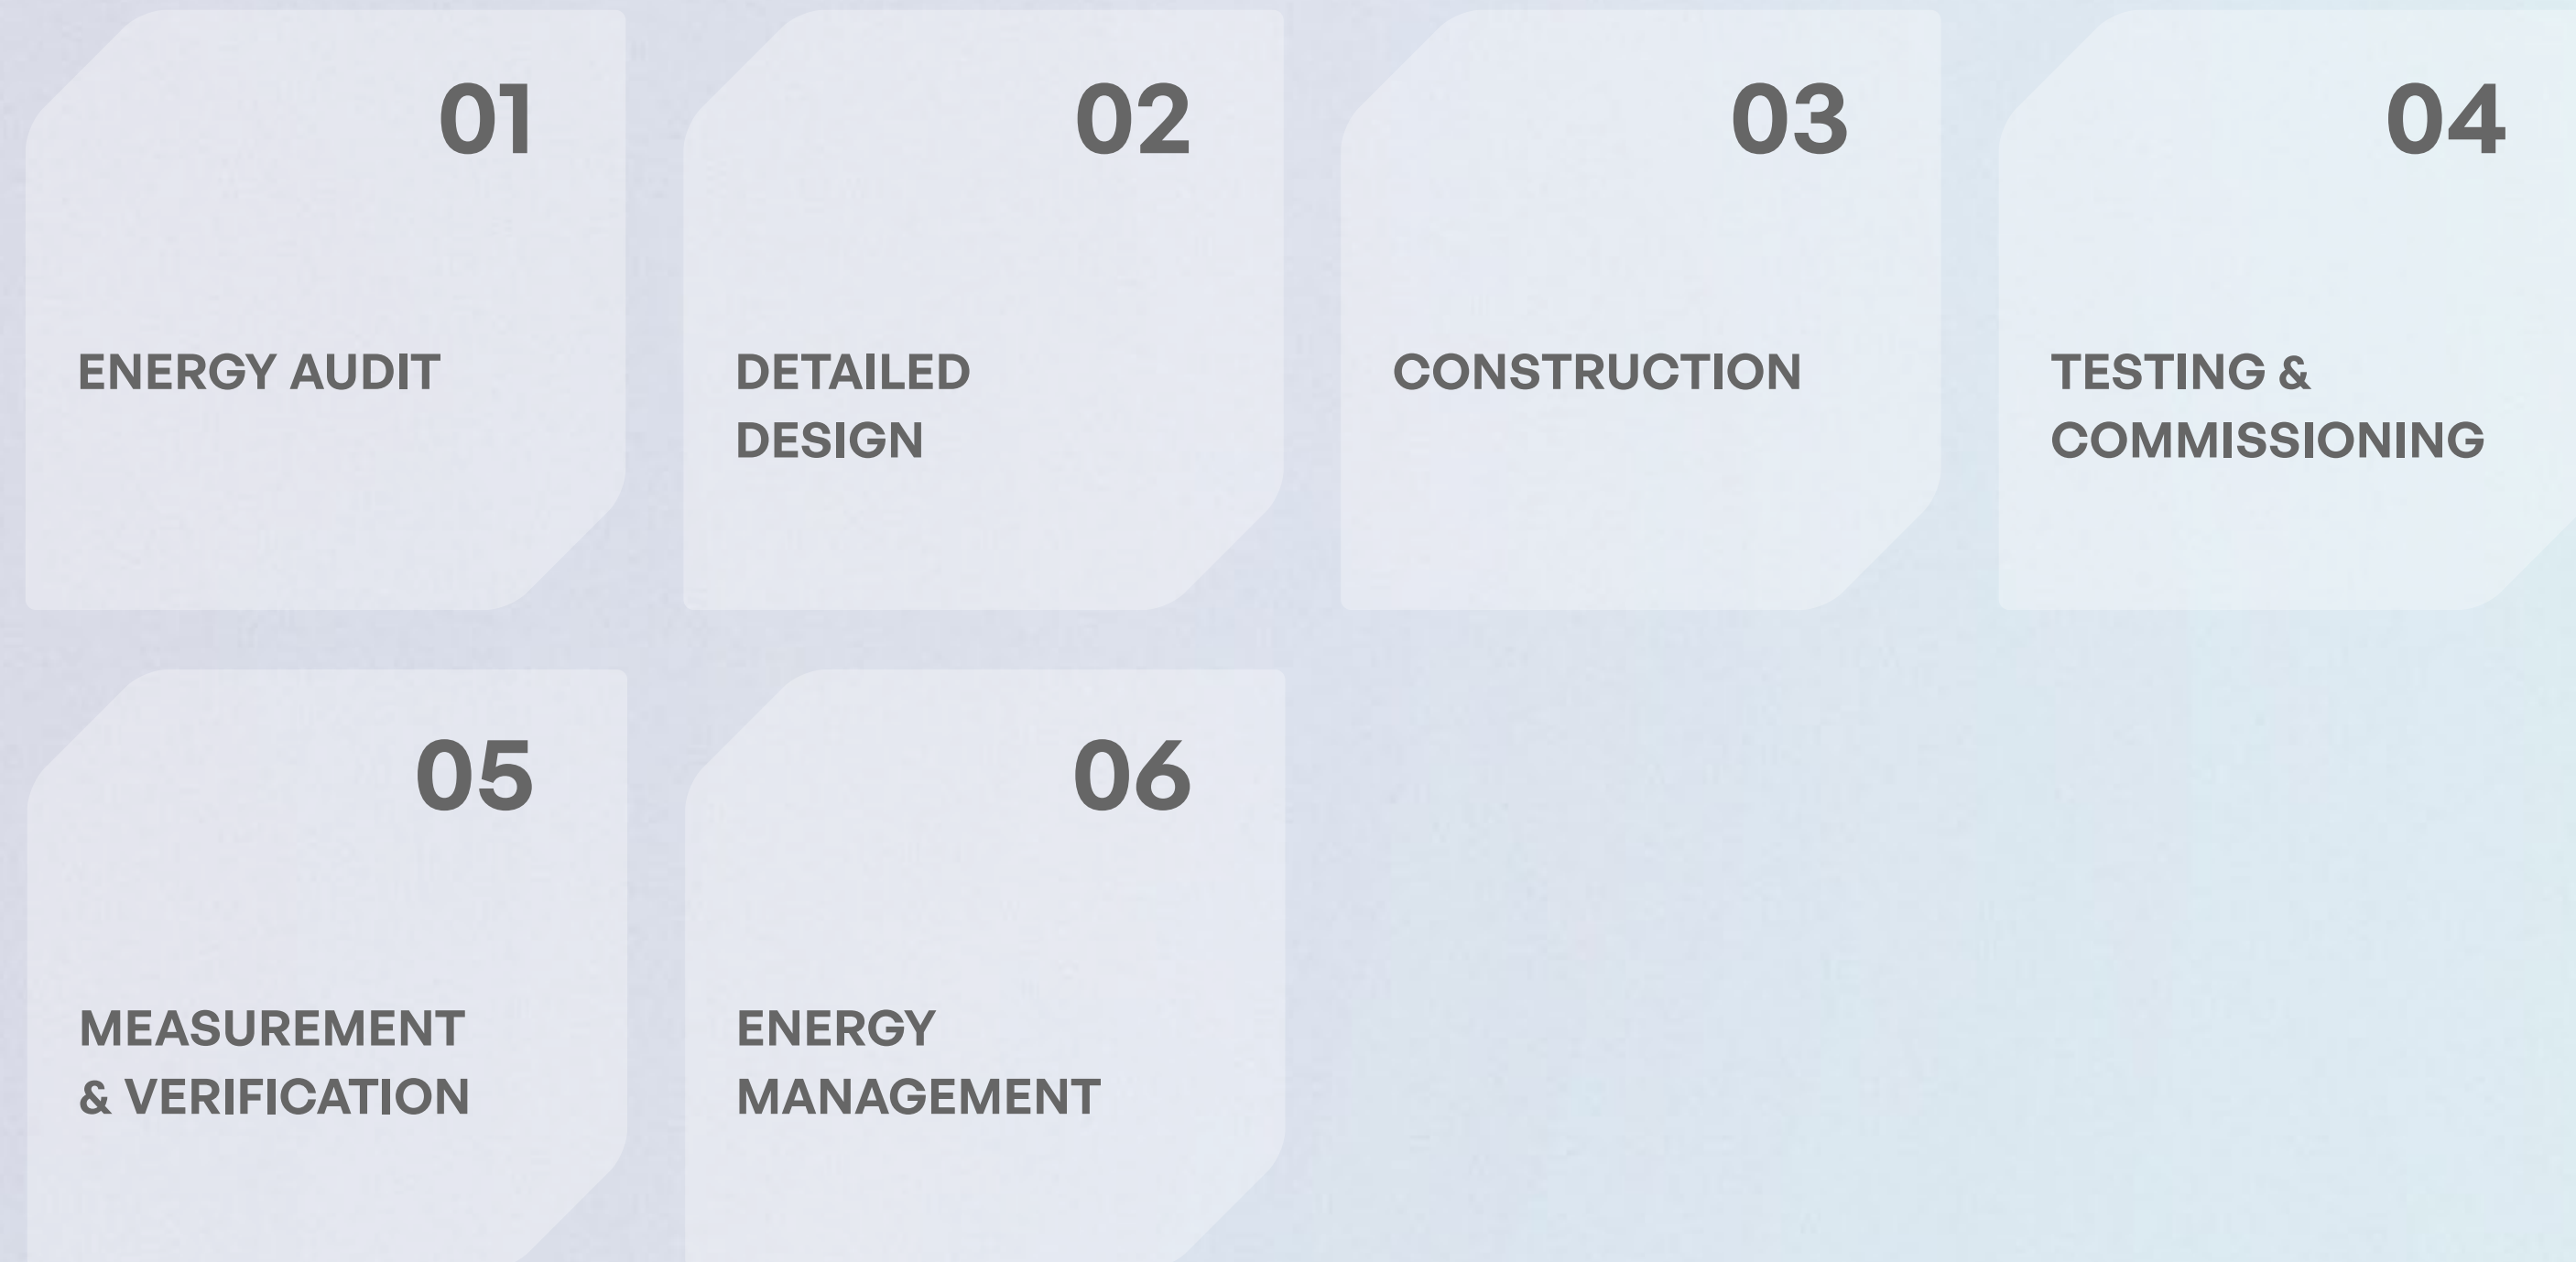 01
ENERGY AUDIT
02
DETAILED
DESIGN
03
CONSTRUCTION
04
TESTING &
COMMISSIONING
05
MEASUREMENT
& VERIFICATION
06
ENERGY
MANAGEMENT